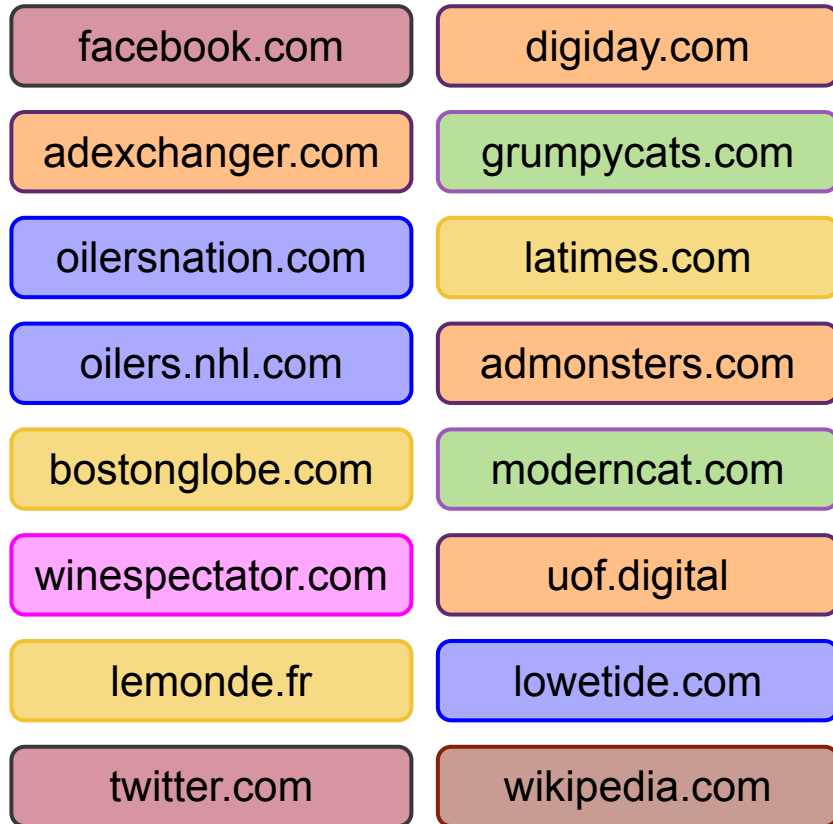 facebook.com
digiday.com
adexchanger.com
grumpycats.com
oilersnation.com
latimes.com
oilers.nhl.com
admonsters.com
bostonglobe.com
moderncat.com
winespectator.com
uof.digital
lemonde.fr
lowetide.com
twitter.com
wikipedia.com